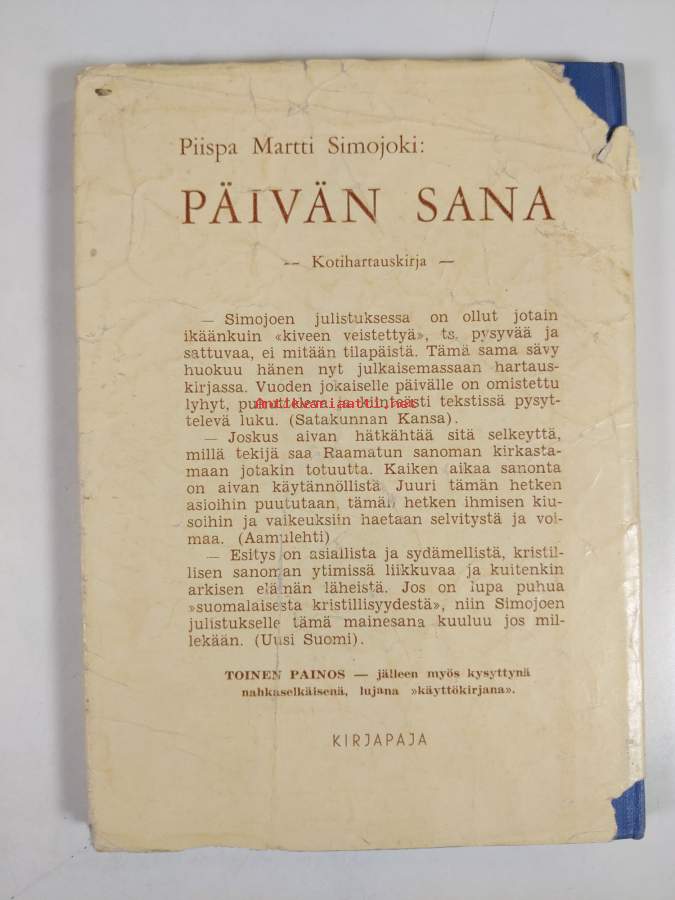 Piispa Martti Simojoki:
PÄIVÄN SANA
— Kotihartauskirja —
— Simojoen julistuksessa on ollut jotain
ikäänkuin «kiveen veistettyä», ts. pysyvää ja
sattuvaa, ei mitään tilapäistä. Tämä sama sävy
huokuu hänen nyt julkaisemassaan hartaus-
kirjassa. Vuoden jokaiselle päivälle on omistettu
lyhyt, ja kiinteästi tekstissä pysyt-
Antikvariaatti.net
televä luku. (Satakunnan Kansa).
— Joskus aivan hätkähtää sitä selkeyttä,
millä tekijä saa Raamatun sanoman kirkasta-
maan jotakin totuutta. Kaiken aikaa sanonta
on aivan käytännöllistä. Juuri tämän hetken
asioihin puututaan, tämän hetken ihmisen kiu-
soihin ja vaikeuksiin haetaan selvitystä ja voi-
maa. (Aamulehti).
— Esitys on asiallista ja sydämellistä, kristil-
lisen sanoman ytimissä liikkuvaa ja kuitenkin
arkisen elämän läheistä. Jos on lupa puhua
»suomalaisesta kristillisyydestä», niin Simojoen
julistukselle tämä mainesana kuuluu jos mil-
lekään. (Uusi Suomi).
TOINEN PAINOS — jälleen myös kysyttynä
nahkaselkäisenä, lujana »käyttökirjana».
KIRJAPAJA